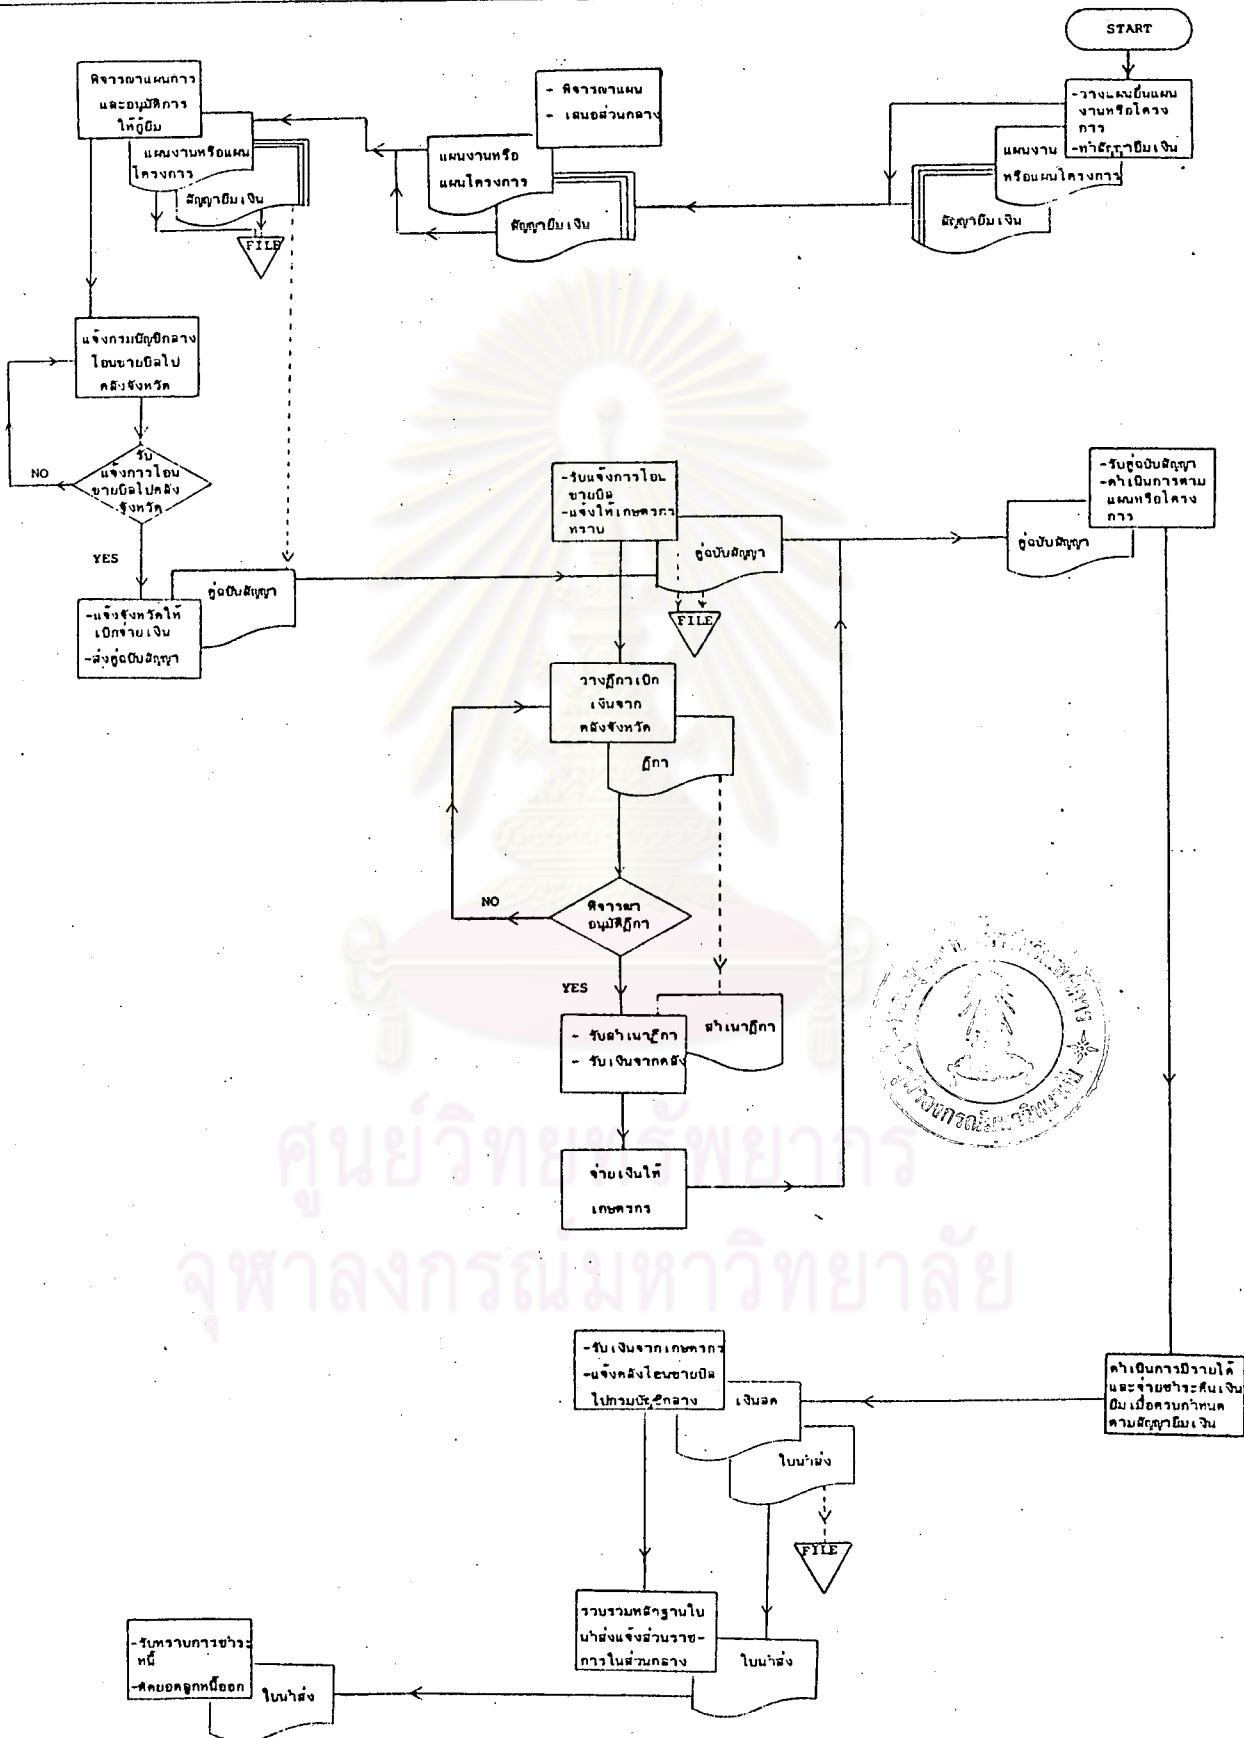 START
-วางแผนยื่นแผน
งานหรือโครง
การ
-ทำสัญญายืมเงิน
แผนงาน
หรือแผนโครงการ
สัญญายืมเงิน
- พิจารณาแผน
- เสนอส่วนกลาง
แผนงานหรือ
แผนโครงการ
สัญญายืมเงิน
พิจารณาแผนการ
และอนุมัติการ
ให้กู้ยืม
แผนงานหรือแผน
โครงการ
สัญญายืมเงิน
FILE
แจ้งกรมบัญชีกลาง
โอนขายบิลไป
คลังจังหวัด
รับ
แจ้งการโอน
ขายบิลไปคลัง
จังหวัด
NO
YES
-แจ้งจังหวัดให้
เบิกจ่ายเงิน
-ส่งคู่ฉบับสัญญา
คู่ฉบับสัญญา
-รับแจ้งการโอน
ขายบิล
-แจ้งให้เกษตรกร
ทราบ
คู่ฉบับสัญญา
FILE
-รับคู่ฉบับสัญญา
-ดำเนินการตาม
แผนหรือโครง
การ
คู่ฉบับสัญญา
วางฎีกาเบิก
เงินจาก
คลังจังหวัด
ฎีกา
พิจารณา
อนุมัติฎีกา
NO
YES
- รับสำเนาฎีกา
- รับเงินจากคลัง
สำเนาฎีกา
จ่ายเงินให้
เกษตรกร
ศูนย์วิทยทรัพยากร
จุฬาลงกรณ์มหาวิทยาลัย
ดำเนินการมีรายได้
และจ่ายชำระคืนเงิน
ยืมเมื่อครบกำหนด
ตามสัญญายืมเงิน
-รับเงินจากเกษตรกร
-แจ้งคลังโอนขายบิล
ไปกรมบัญชีกลาง
เงินสด
ใบนำส่ง
FILE
รวบรวมหลักฐานใบ
นำส่งแจ้งส่วนราช-
การในส่วนกลาง
ใบนำส่ง
-รับทราบการชำระ
หนี้
-ตัดยอดลูกหนี้ออก
ใบนำส่ง